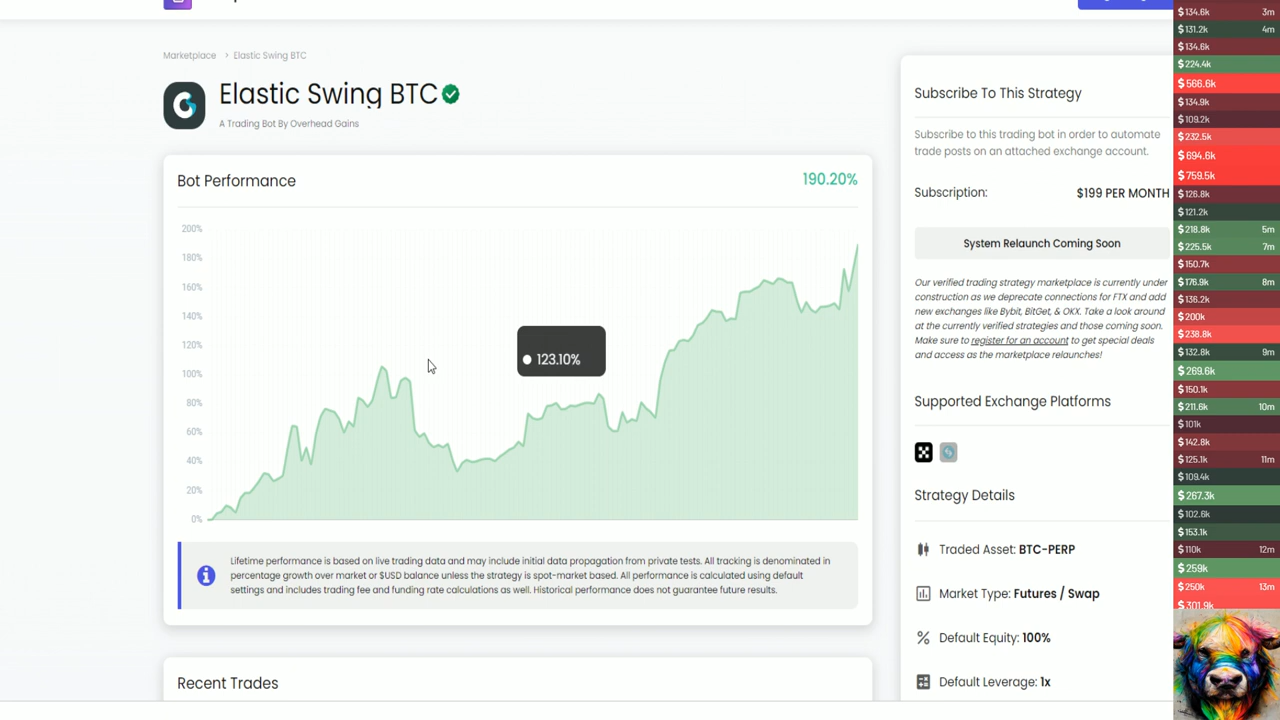 Marketplace > Elastic Swing BTC
Elastic Swing BTC
A Trading Bot By Overhead Gains
Bot Performance
190.20%
200%
180%
160%
140%
120%
100%
80%
60%
40%
20%
0%
123.10%
Lifetime performance is based on live trading data and may include initial data propagation from private tests. All tracking is denominated in
percentage growth over market or $USD balance unless the strategy is spot-market based. All performance is calculated using default
settings and includes trading fee and funding rate calculations as well. Historical performance does not guarantee future results.
Recent Trades
Subscribe To This Strategy
Subscribe to this trading bot in order to automate
trade posts on an attached exchange account.
Subscription: $199 PER MONTH
System Relaunch Coming Soon
Our verified trading strategy marketplace is currently under
construction as we deprecate connections for FTX and add
new exchanges like Bybit, BitGet, & OKX. Take a look around
at the currently verified strategies and those coming soon.
Make sure to register for an account to get special deals
and access as the marketplace relaunches!
Supported Exchange Platforms
Strategy Details
Traded Asset: BTC-PERP
Market Type: Futures / Swap
Default Equity: 100%
Default Leverage: 1x
$134.6k 3m
$131.2k 4m
$134.6k
$224.4k
$566.6k
$134.9k
$109.2k
$232.5k
$694.6k
$759.5k
$126.8k
$121.2k
$218.8k 5m
$225.5k 7m
$150.7k
$176.9k 8m
$136.2k
$200k
$238.8k
$132.8k 9m
$269.6k
$150.1k
$211.6k 10m
$101k
$142.8k
$125.1k 11m
$109.4k
$267.3k
$102.6k
$153.1k
$110k 12m
$259k
$250k 13m
$301.9k